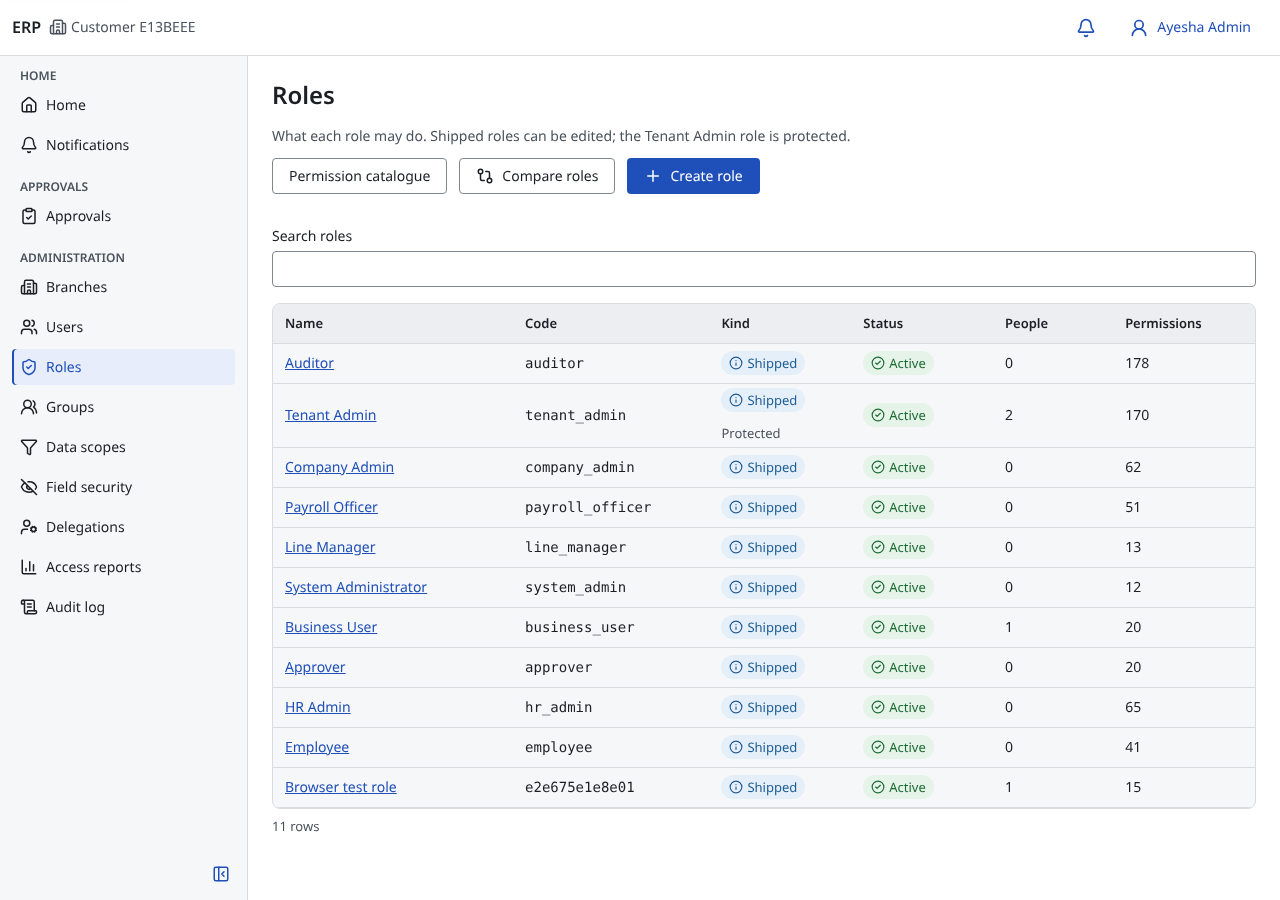 ERP Customer E13BEEE Ayesha Admin
HOME
Home
Notifications
APPROVALS
Approvals
ADMINISTRATION
Branches
Users
Roles
Groups
Data scopes
Field security
Delegations
Access reports
Audit log
Roles
What each role may do. Shipped roles can be edited; the Tenant Admin role is protected.
Permission catalogue Compare roles Create role
Search roles
Name Code Kind Status People Permissions
Auditor auditor Shipped Active 0 178
Tenant Admin tenant_admin Shipped Protected Active 2 170
Company Admin company_admin Shipped Active 0 62
Payroll Officer payroll_officer Shipped Active 0 51
Line Manager line_manager Shipped Active 0 13
System Administrator system_admin Shipped Active 0 12
Business User business_user Shipped Active 1 20
Approver approver Shipped Active 0 20
HR Admin hr_admin Shipped Active 0 65
Employee employee Shipped Active 0 41
Browser test role e2e675e1e8e01 Shipped Active 1 15
11 rows